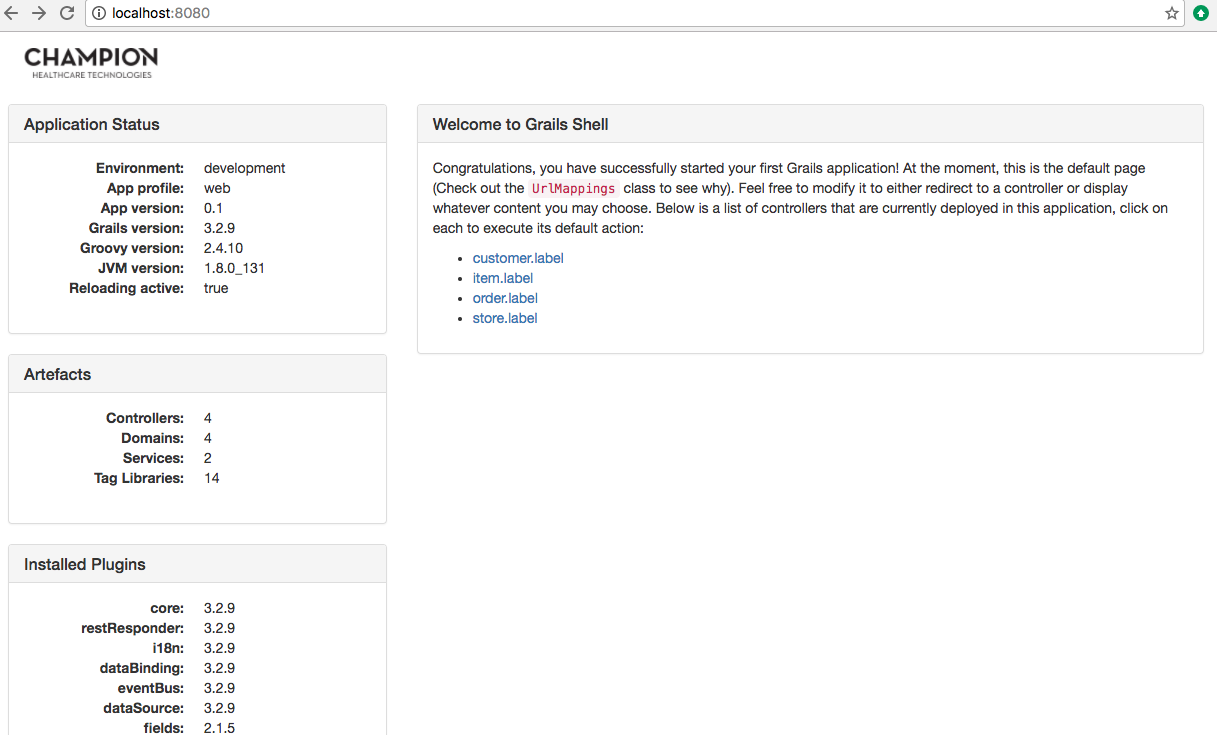 localhost:8080
CHAMPION
HEALTHCARE TECHNOLOGIES
Application Status
Environment: development
App profile: web
App version: 0.1
Grails version: 3.2.9
Groovy version: 2.4.10
JVM version: 1.8.0_131
Reloading active: true
Artefacts
Controllers: 4
Domains: 4
Services: 2
Tag Libraries: 14
Installed Plugins
core: 3.2.9
restResponder: 3.2.9
i18n: 3.2.9
dataBinding: 3.2.9
eventBus: 3.2.9
dataSource: 3.2.9
fields: 2.1.5
Welcome to Grails Shell
Congratulations, you have successfully started your first Grails application! At the moment, this is the default page
(Check out the UrlMappings class to see why). Feel free to modify it to either redirect to a controller or display
whatever content you may choose. Below is a list of controllers that are currently deployed in this application, click on
each to execute its default action:
• customer.label
• item.label
• order.label
• store.label